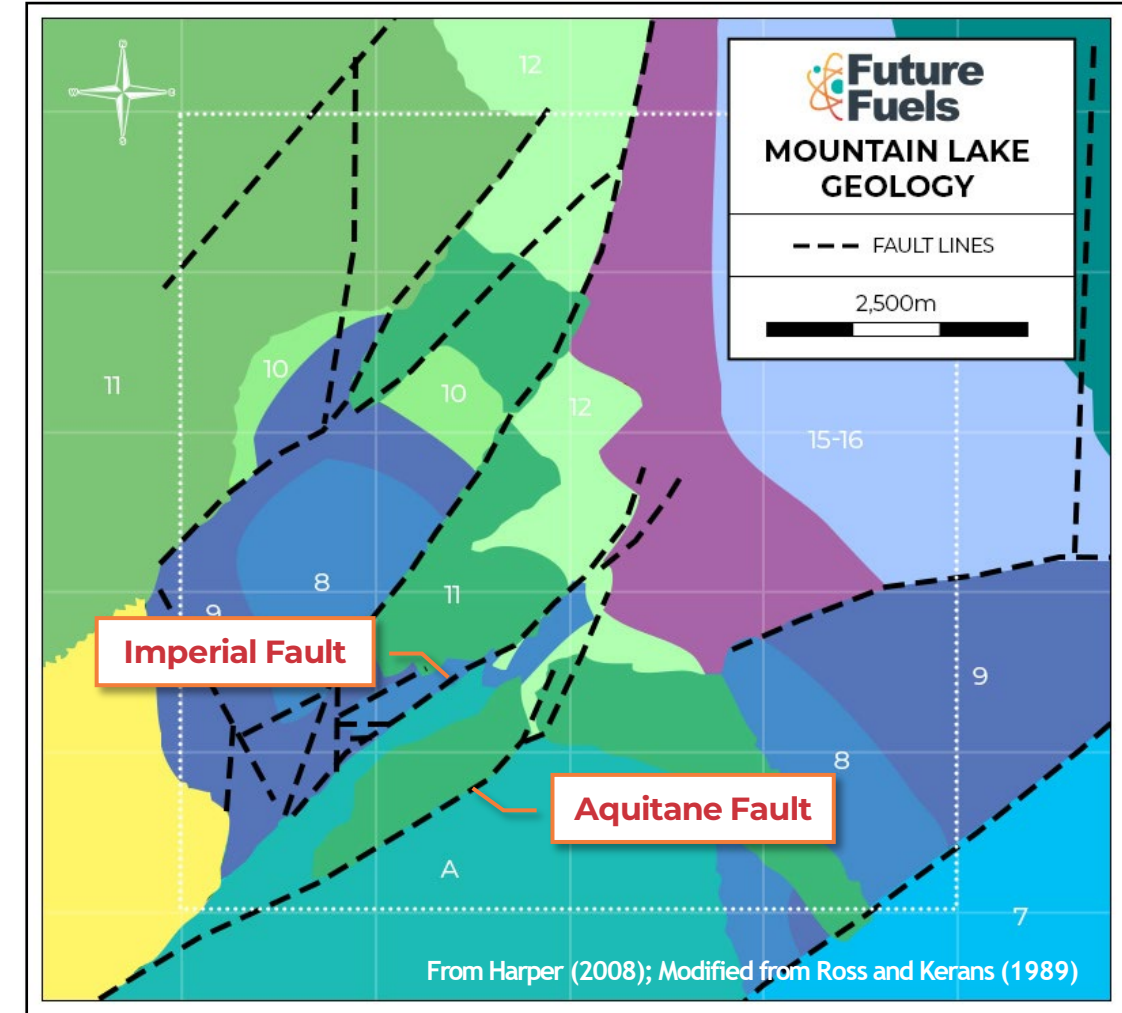 12
Future
Fuels
MOUNTAIN LAKE
GEOLOGY
FAULT LINES
2,500m
11
10
10
12
15-16
8
9
11
Imperial Fault
9
8
Aquitane Fault
A
7
From Harper (2008); Modified from Ross and Kerans (1989)